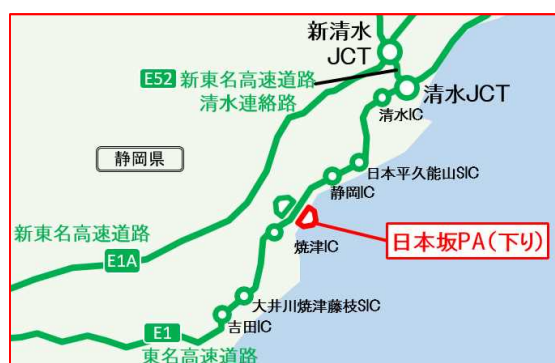 新清水
JCT
E52 新東名高速道路
清水連絡路
清水JCT
清水IC
静岡県
日本平久能山SIC
静岡IC
日本坂PA(下り)
新東名高速道路
焼津IC
E1A
大井川焼津藤枝SIC
吉田IC
E1
東名高速道路